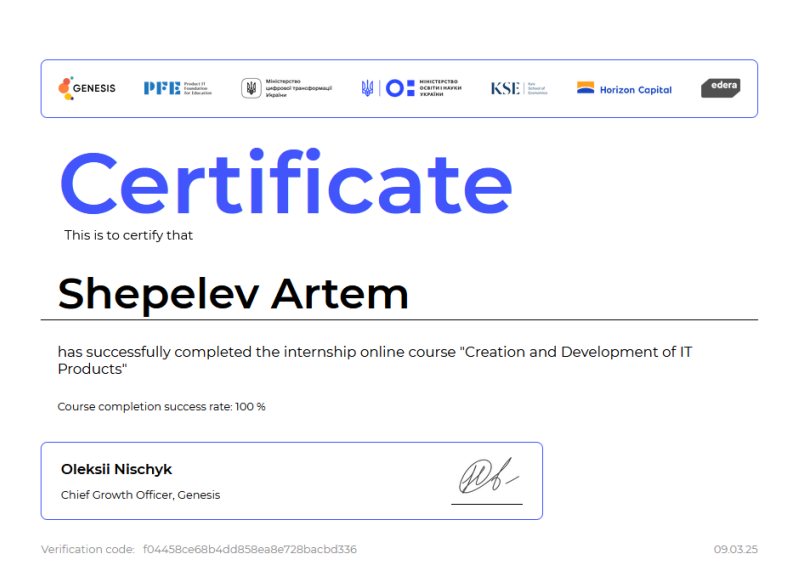 GENESIS
PFE Product IT Foundation for Education
Міністерство цифрової трансформації України
МІНІСТЕРСТВО ОСВІТИ І НАУКИ УКРАЇНИ
KSE Kyiv School of Economics
Horizon Capital
edera
Certificate
This is to certify that
Shepelev Artem
has successfully completed the internship online course "Creation and Development of IT
Products"
Course completion success rate: 100 %
Oleksii Nischyk
Chief Growth Officer, Genesis
Verification code: f04458ce68b4dd858ea8e728bacbd336
09.03.25